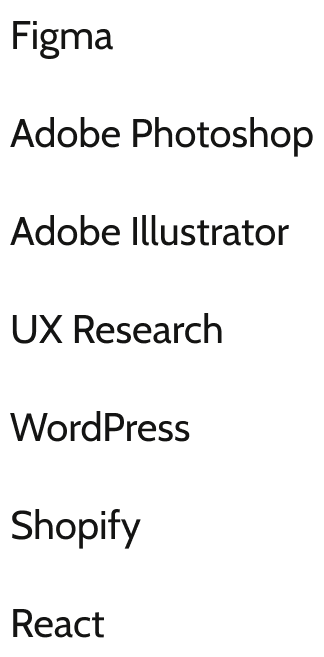 Figma
Adobe Photoshop
Adobe Illustrator
UX Research
WordPress
Shopify
React